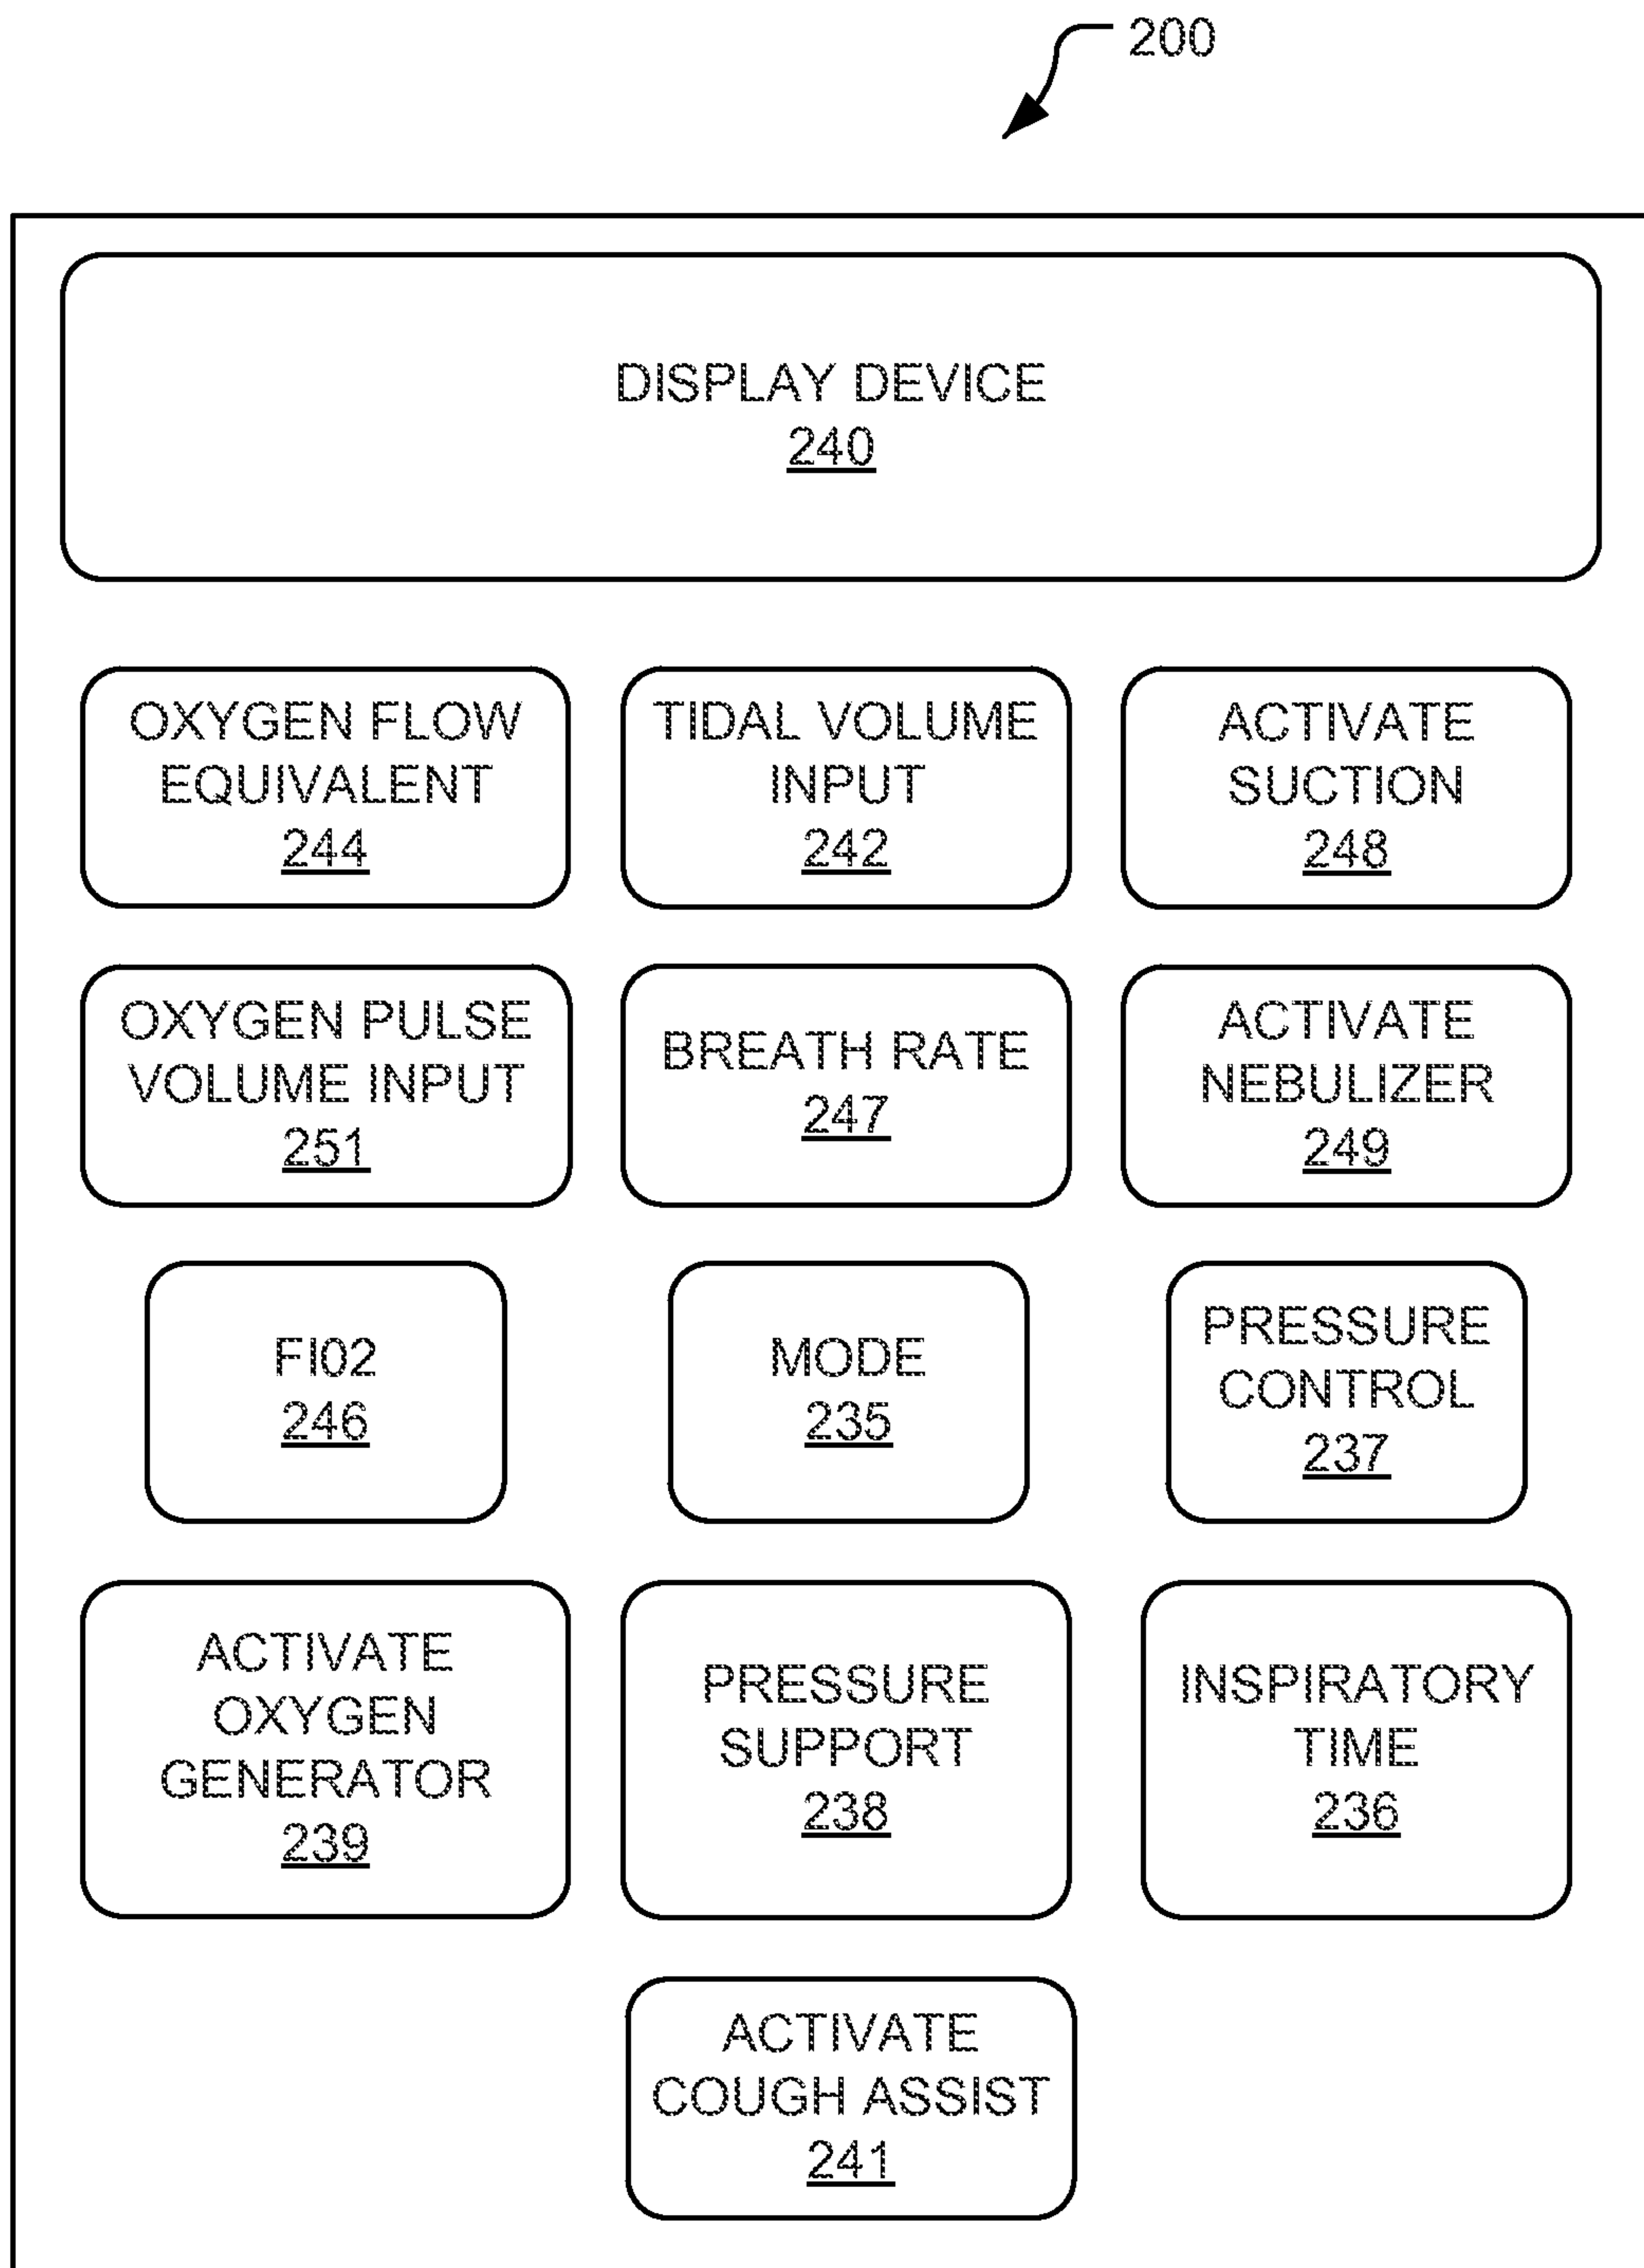 200
DISPLAY DEVICE
240
OXYGEN FLOW
EQUIVALENT
244
TIDAL VOLUME
INPUT
242
ACTIVATE
SUCTION
248
OXYGEN PULSE
VOLUME INPUT
251
BREATH RATE
247
ACTIVATE
NEBULIZER
249
FI02
246
MODE
235
PRESSURE
CONTROL
237
ACTIVATE
OXYGEN
GENERATOR
239
PRESSURE
SUPPORT
238
INSPIRATORY
TIME
236
ACTIVATE
COUGH ASSIST
241